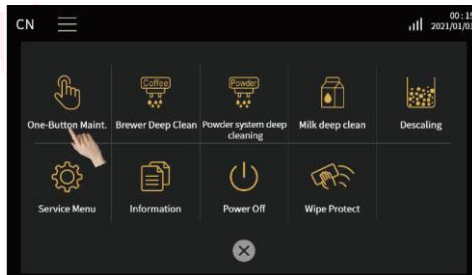 CN
00:15
2021/01/01
Coffee
Powder
One-Button Maint.
Brewer Deep Clean
Powder system deep
cleaning
Milk deep clean
Descaling
Service Menu
Information
Power Off
Wipe Protect